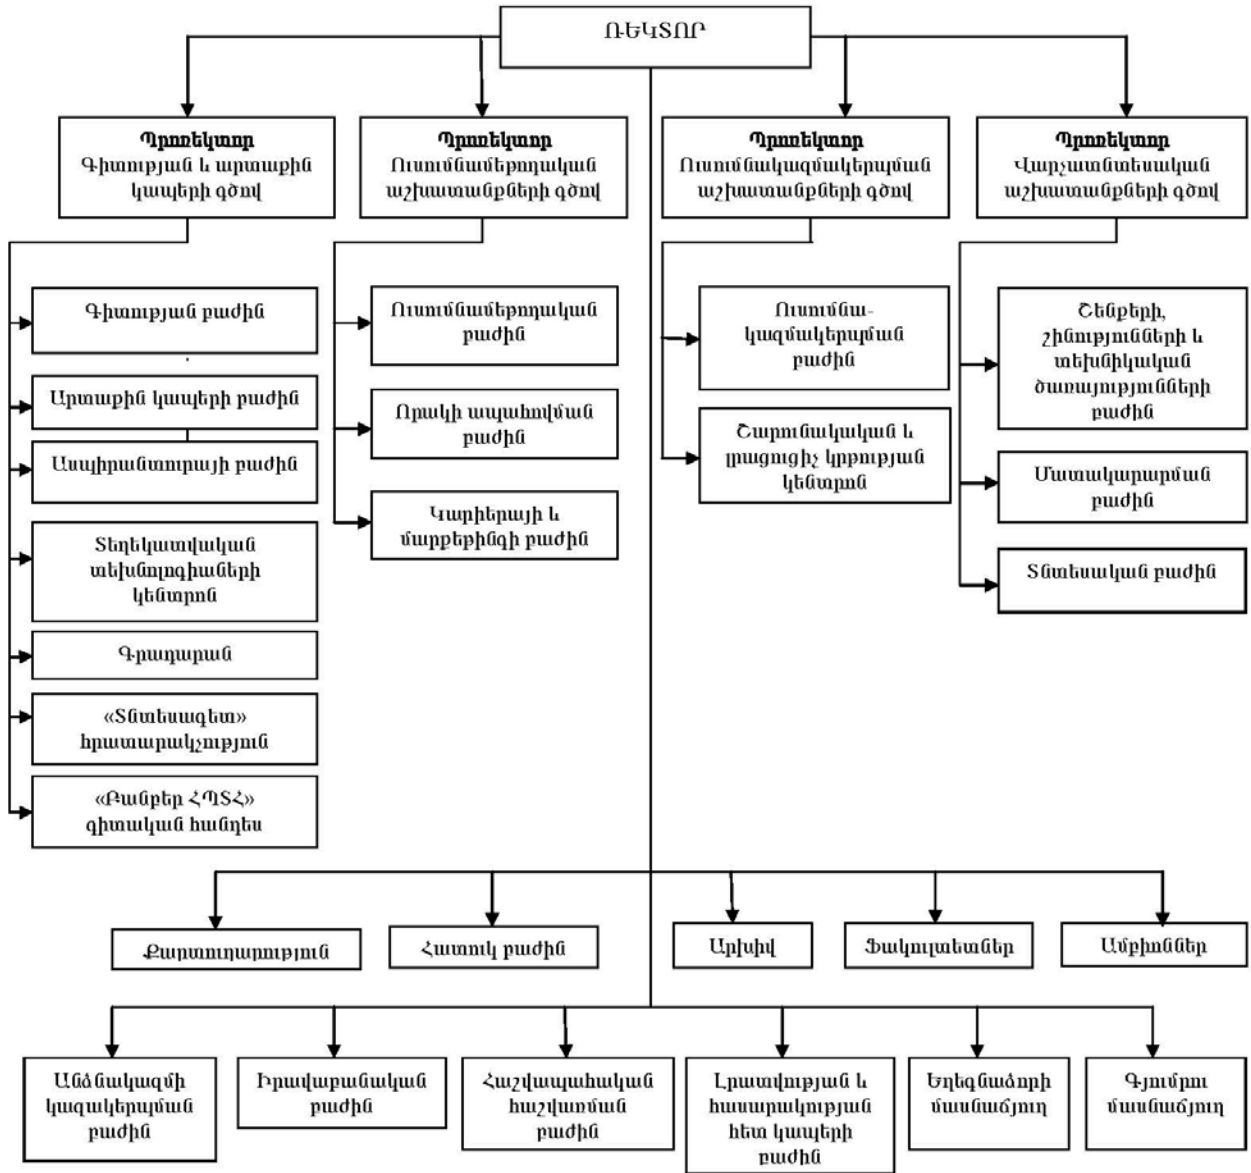 ՌԵԿՏՈՐ
Պրոռեկտոր
Գիտության և արտաքին
կապերի գծով
Պրոռեկտոր
Ուսումնամեթոդական
աշխատանքների գծով
Պրոռեկտոր
Ուսումնակազմակերպման
աշխատանքների գծով
Պրոռեկտոր
Վարչատնտեսական
աշխատանքների գծով
Գիտության բաժին
Արտաքին կապերի բաժին
Ասպիրանտուրայի բաժին
Տեղեկատվական
տեխնոլոգիաների
կենտրոն
Գրադարան
«Տնտեսագետ»
հրատարակչություն
«Բանբեր ՀՊՏՀ»
գիտական հանդես
Ուսումնամեթոդական
բաժին
Որակի ապահովման
բաժին
Կարիերայի և
մարքեթինգի բաժին
Ուսումնա-
կազմակերպման
բաժին
Շարունակական և
լրացուցիչ կրթության
կենտրոն
Շենքերի,
շինությունների և
տեխնիկական
ծառայությունների
բաժին
Մատակարարման
բաժին
Տնտեսական բաժին
Քարտուղարություն
Հատուկ բաժին
Արխիվ
Ֆակուլտետներ
Ամբիոններ
Անձնակազմի
կազակերպման
բաժին
Իրավաբանական
բաժին
Հաշվապահական
հաշվառման
բաժին
Լրատվության և
հասարակության
հետ կապերի
բաժին
Եղեգնաձորի
մասնաճյուղ
Գյումրու
մասնաճյուղ